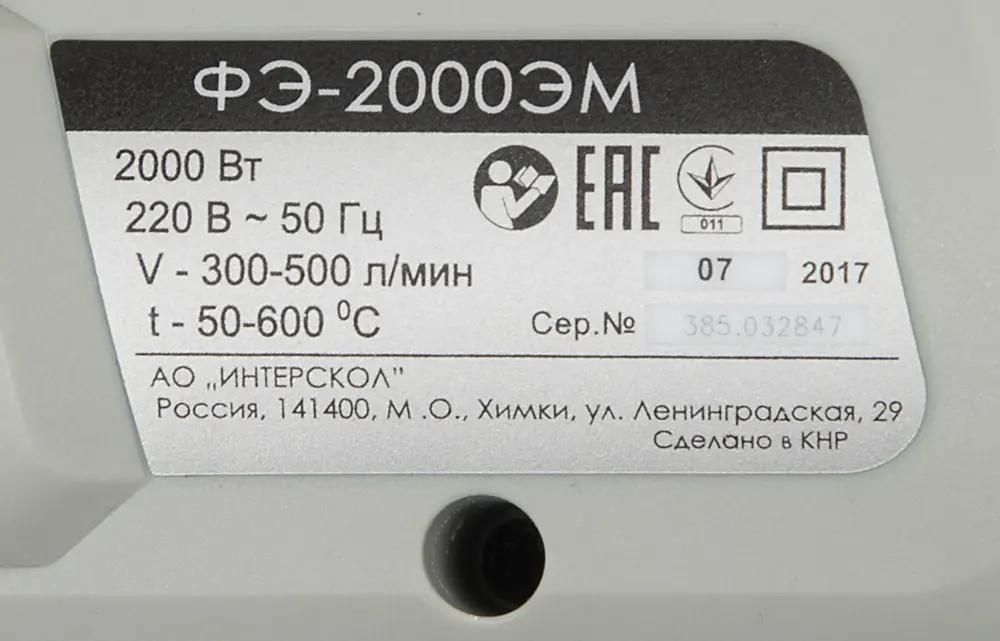 ФЭ-2000ЭМ
2000 Вт
220 В ~ 50 Гц
EAC
011
V - 300-500 л/мин
07 2017
t - 50-600 ⁰C
Сер.№ 385.032847
АО „ИНТЕРСКОЛ"
Россия, 141400, М .О., Химки, ул. Ленинградская, 29
Сделано в КНР